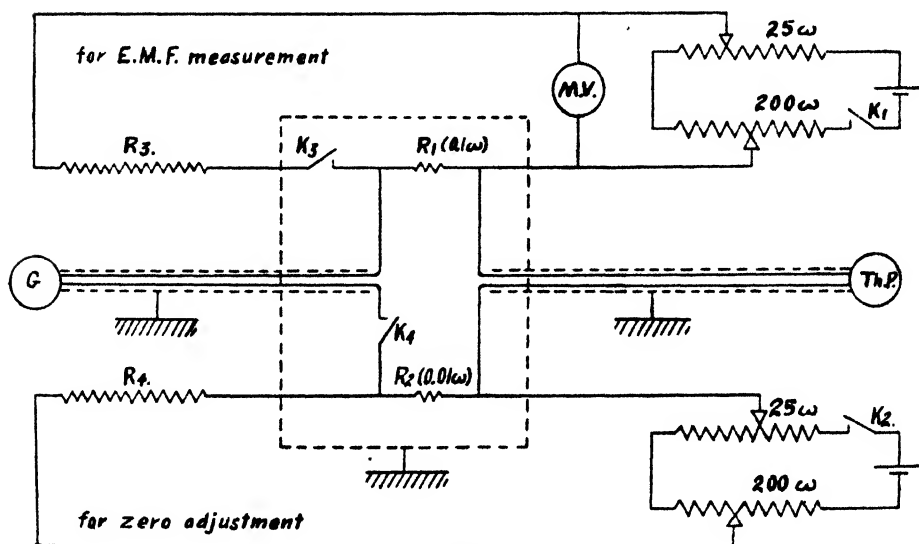 for E.M.F. measurement
25ω
M.V.
200ω
K1
R3.
K3
R1 (0.1ω)
G
Th.P.
K4
R4.
R2 (0.01ω)
25ω
K2.
200ω
for zero adjustment